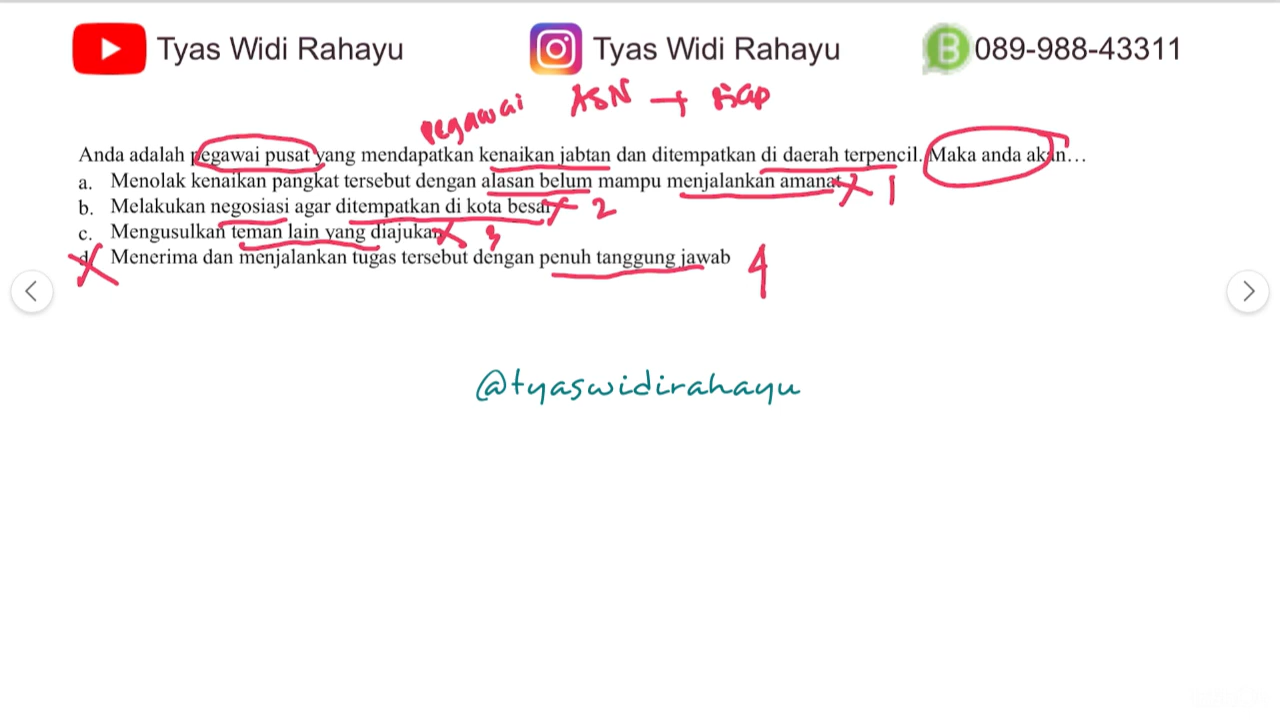 Tyas Widi Rahayu Tyas Widi Rahayu 089-988-43311
pegawai ASN → siap
Anda adalah pegawai pusat yang mendapatkan kenaikan jabtan dan ditempatkan di daerah terpencil. Maka anda akan…
a. Menolak kenaikan pangkat tersebut dengan alasan belum mampu menjalankan amanat x 1
b. Melakukan negosiasi agar ditempatkan di kota besar x 2
c. Mengusulkan teman lain yang diajukan x 3
d. Menerima dan menjalankan tugas tersebut dengan penuh tanggung jawab 4
@tyaswidirahayu